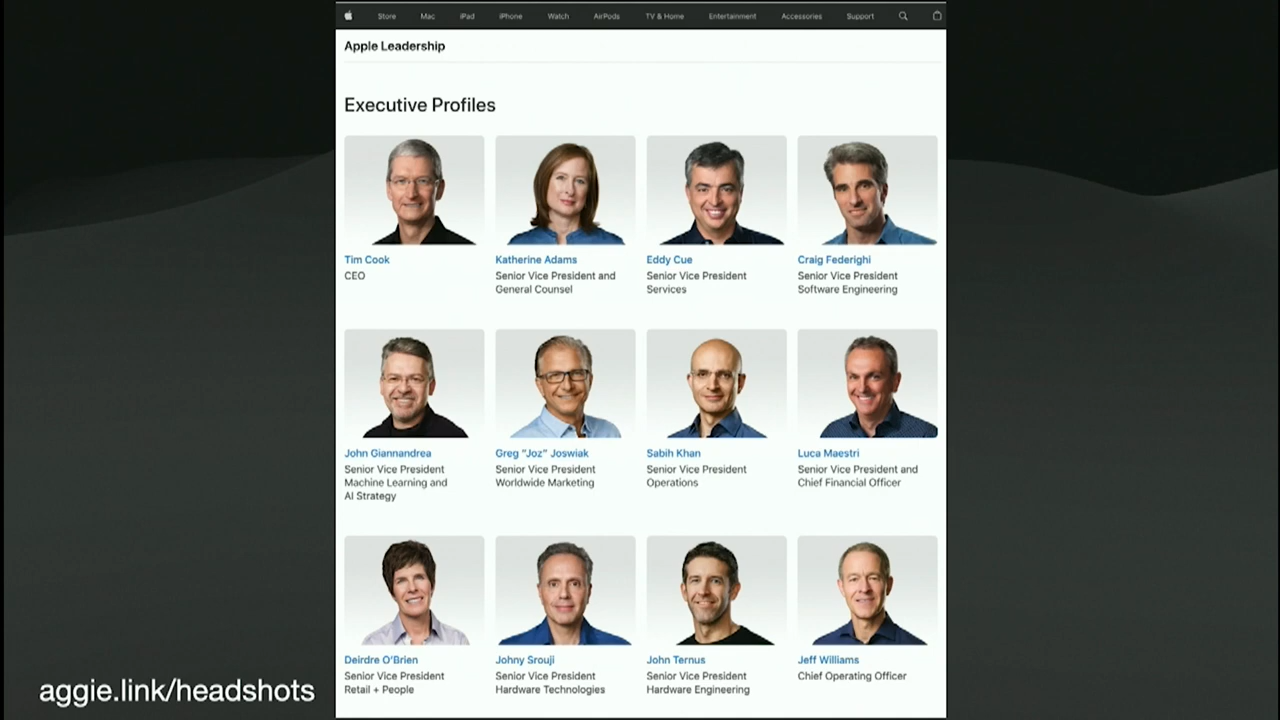 Store Mac iPad iPhone Watch AirPods TV & Home Entertainment Accessories Support
Apple Leadership
Executive Profiles
Tim Cook
CEO
Katherine Adams
Senior Vice President and
General Counsel
Eddy Cue
Senior Vice President
Services
Craig Federighi
Senior Vice President
Software Engineering
John Giannandrea
Senior Vice President
Machine Learning and
AI Strategy
Greg “Joz” Joswiak
Senior Vice President
Worldwide Marketing
Sabih Khan
Senior Vice President
Operations
Luca Maestri
Senior Vice President and
Chief Financial Officer
Deirdre O’Brien
Senior Vice President
Retail + People
Johny Srouji
Senior Vice President
Hardware Technologies
John Ternus
Senior Vice President
Hardware Engineering
Jeff Williams
Chief Operating Officer
aggie.link/headshots